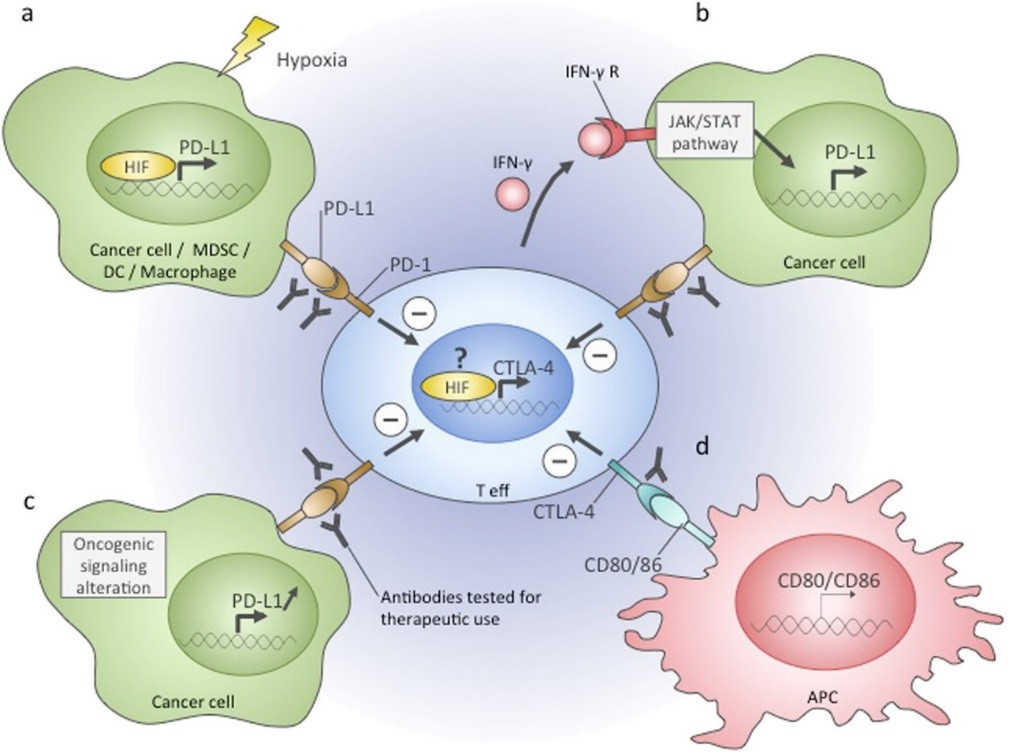 a
Hypoxia
PD-L1
HIF
Cancer cell / MDSC /
DC / Macrophage
PD-L1
PD-1
b
IFN-γ R
IFN-γ
JAK/STAT
pathway
PD-L1
Cancer cell
−
−
?
CTLA-4
HIF
−
−
T eff
c
Oncogenic
signaling
alteration
PD-L1
Cancer cell
Antibodies tested for
therapeutic use
d
CTLA-4
CD80/86
CD80/CD86
APC